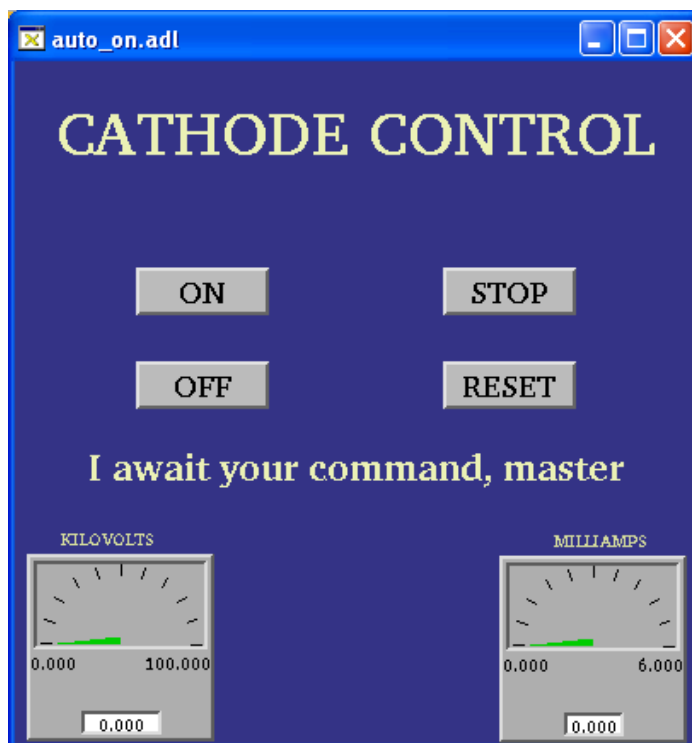 auto_on.adl
CATHODE CONTROL
ON STOP
OFF RESET
I await your command, master
KILOVOLTS MILLIAMPS
0.000 100.000 0.000 6.000
0.000 0.000